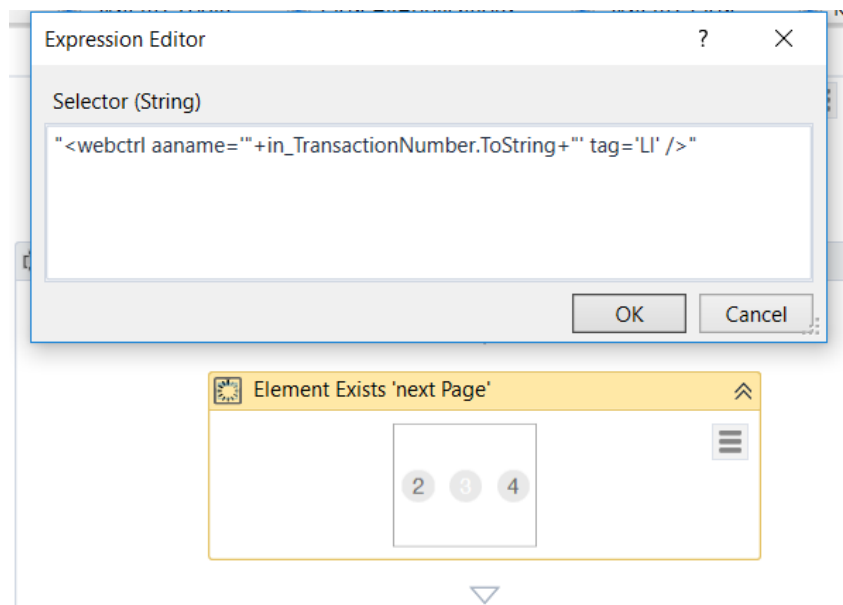 Expression Editor
?
Selector (String)
"<webctrl aaname='"+in_TransactionNumber.ToString+"' tag='LI' />"
OK
Cancel
Element Exists 'next Page'
2 3 4